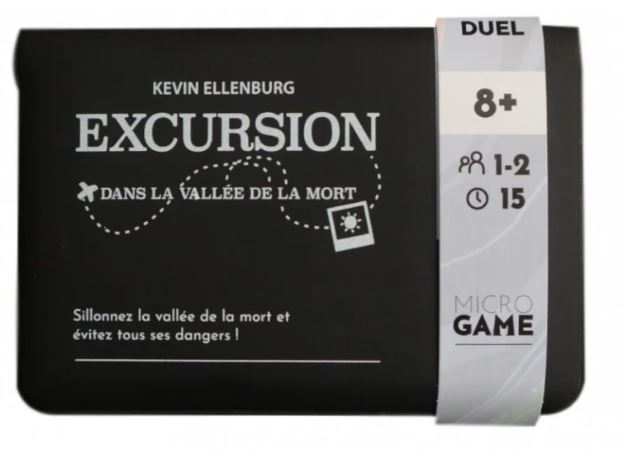 KEVIN ELLENBURG
EXCURSION
DANS LA VALLÉE DE LA MORT
Sillonnez la vallée de la mort et
évitez tous ses dangers !
DUEL
8+
1-2
15
MICRO
GAME